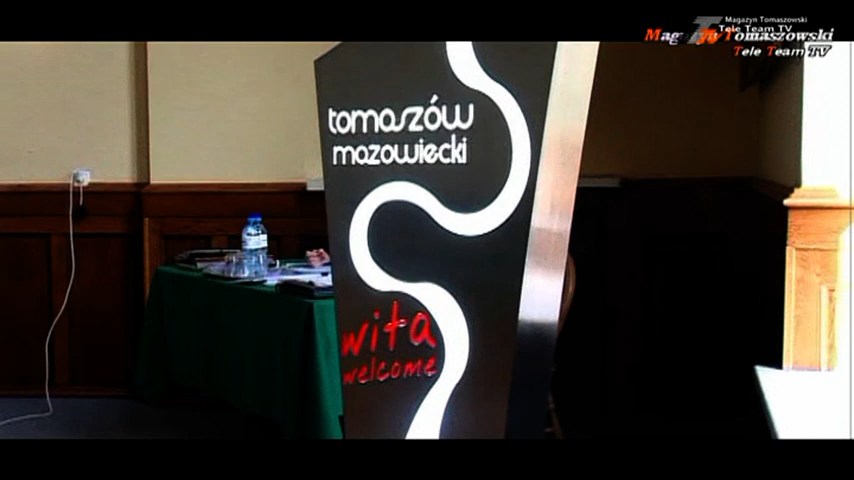 Magazyn Tomaszowski
Tele Team TV
Magazyn Tomaszowski
Tele Team TV
tomaszów
mazowiecki
wita
welcome